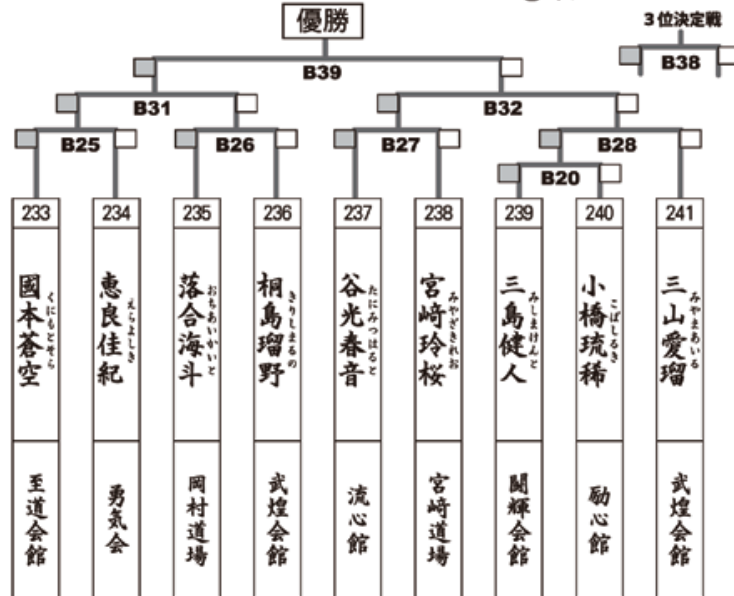 優勝
3位決定戦
B39
B38
B31
B32
B25
B26
B27
B28
B20
233
234
235
236
237
238
239
240
241
國本蒼空
くにもとそら
恵良佳紀
えらよしき
落合海斗
おちあいかいと
桐島瑠野
きりしまるの
谷光春音
たにみつはると
宮﨑玲桜
みやざきれお
三島健人
みしまけんと
小橋琉稀
こばしるき
三山愛瑠
みやまあいる
至道会館
勇気会
岡村道場
武煌会館
流心館
宮﨑道場
闘輝会館
励心館
武煌会館